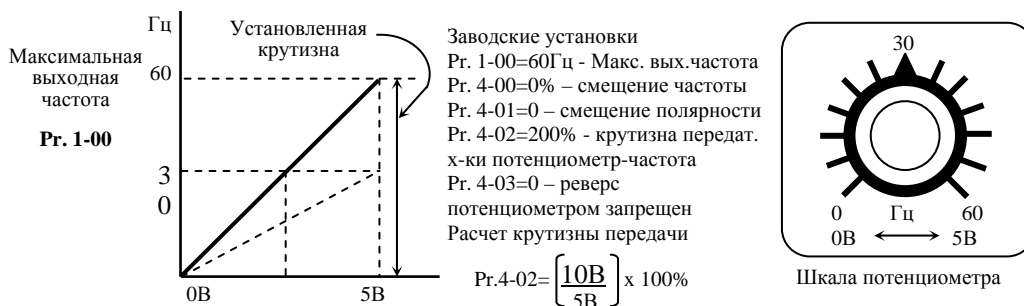 Гц
Максимальная
выходная
частота
Pr. 1-00
60
3
0
Установленная
крутизна
0В
5В
Заводские установки
Pr. 1-00=60Гц - Макс. вых.частота
Pr. 4-00=0% – смещение частоты
Pr. 4-01=0 – смещение полярности
Pr. 4-02=200% - крутизна передат.
х-ки потенциометр-частота
Pr. 4-03=0 – реверс
потенциометром запрещен
Расчет крутизны передачи
Pr.4-02= [10В
5В] x 100%
30
0 Гц 60
0В 5В
Шкала потенциометра